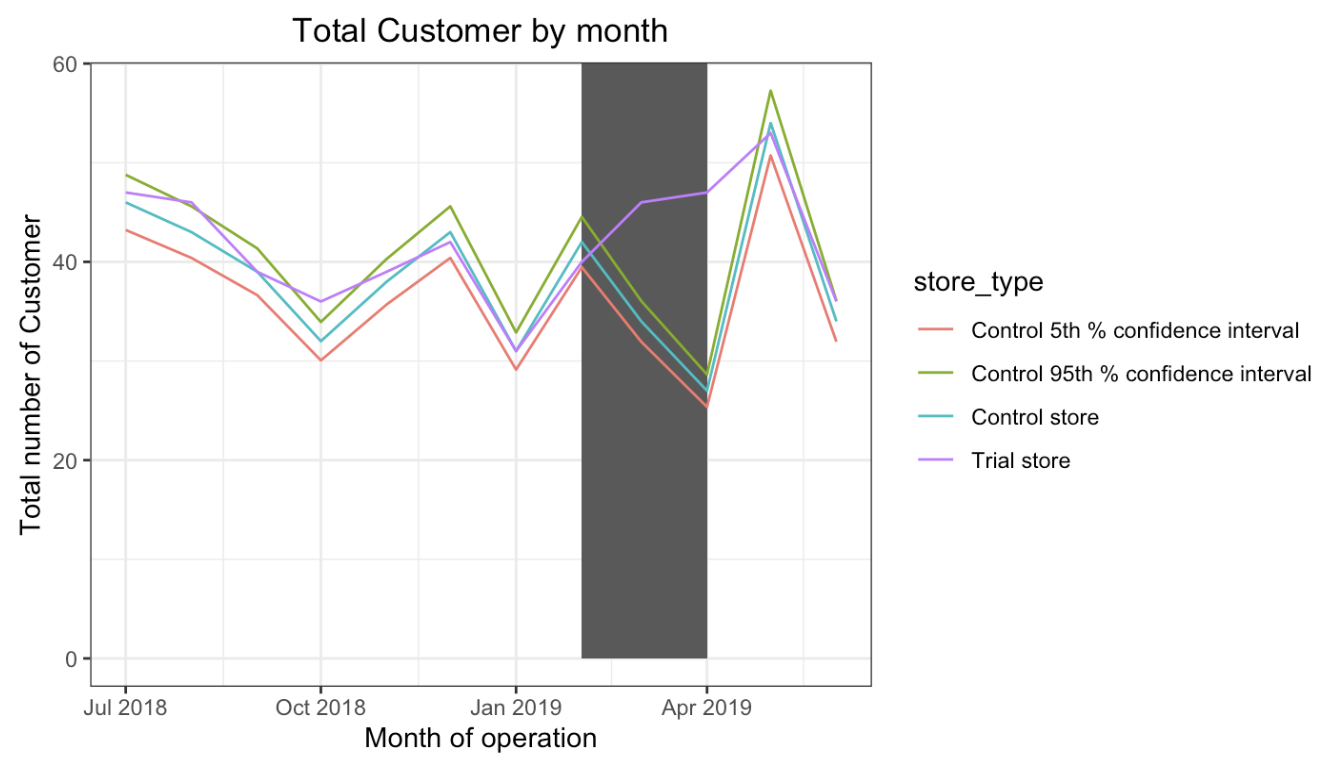 Total Customer by month
Total number of Customer
60
40
20
0
Jul 2018
Oct 2018
Jan 2019
Apr 2019
Month of operation
store_type
Control 5th % confidence interval
Control 95th % confidence interval
Control store
Trial store